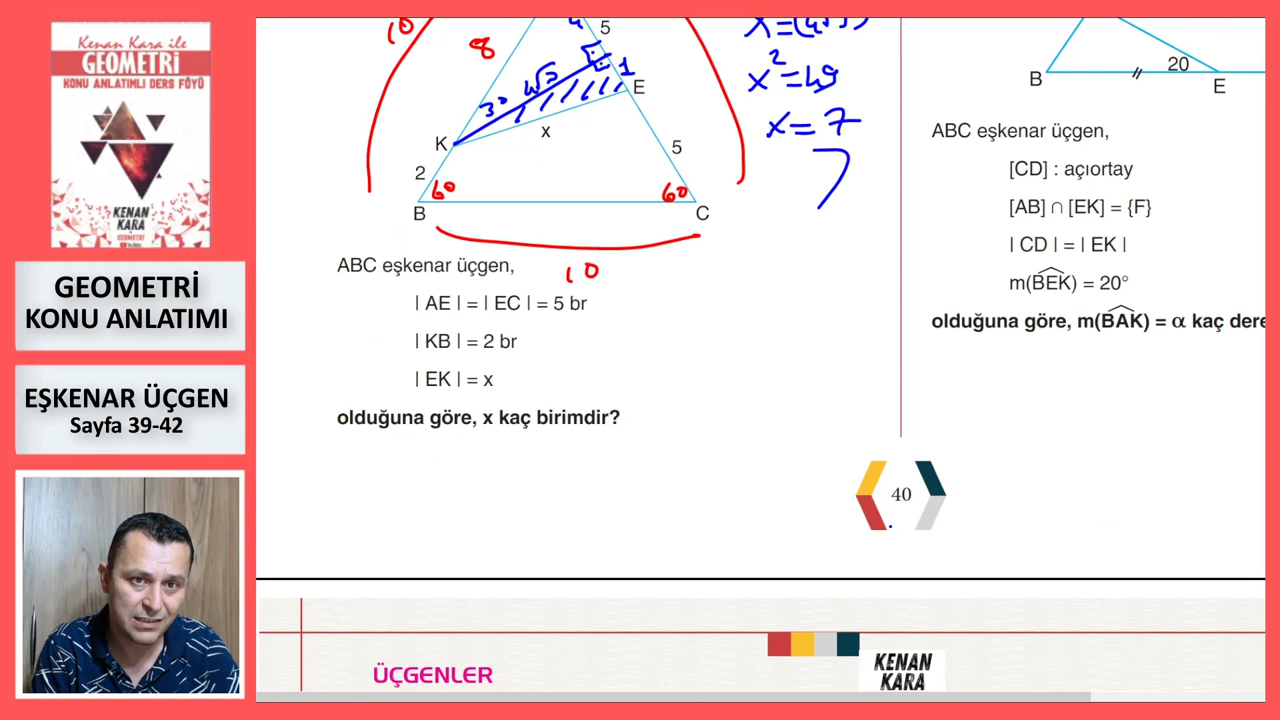 Kenan Kara ile
GEOMETRİ
KONU ANLATIMLI DERS FÖYÜ
KENAN
KARA
GEOMETRİ
KONU ANLATIMI
EŞKENAR ÜÇGEN
Sayfa 39-42
10
8
4
5
30
4√3
1
E
K
x
5
2
60
60
B
C
10
x²=49
x=7
7
ABC eşkenar üçgen,
| AE | = | EC | = 5 br
| KB | = 2 br
| EK | = x
olduğuna göre, x kaç birimdir?
B
20
E
ABC eşkenar üçgen,
[CD] : açıortay
[AB] ∩ [EK] = {F}
| CD | = | EK |
m(BEK) = 20°
olduğuna göre, m(BAK) = α kaç dere
40
ÜÇGENLER
KENAN
KARA